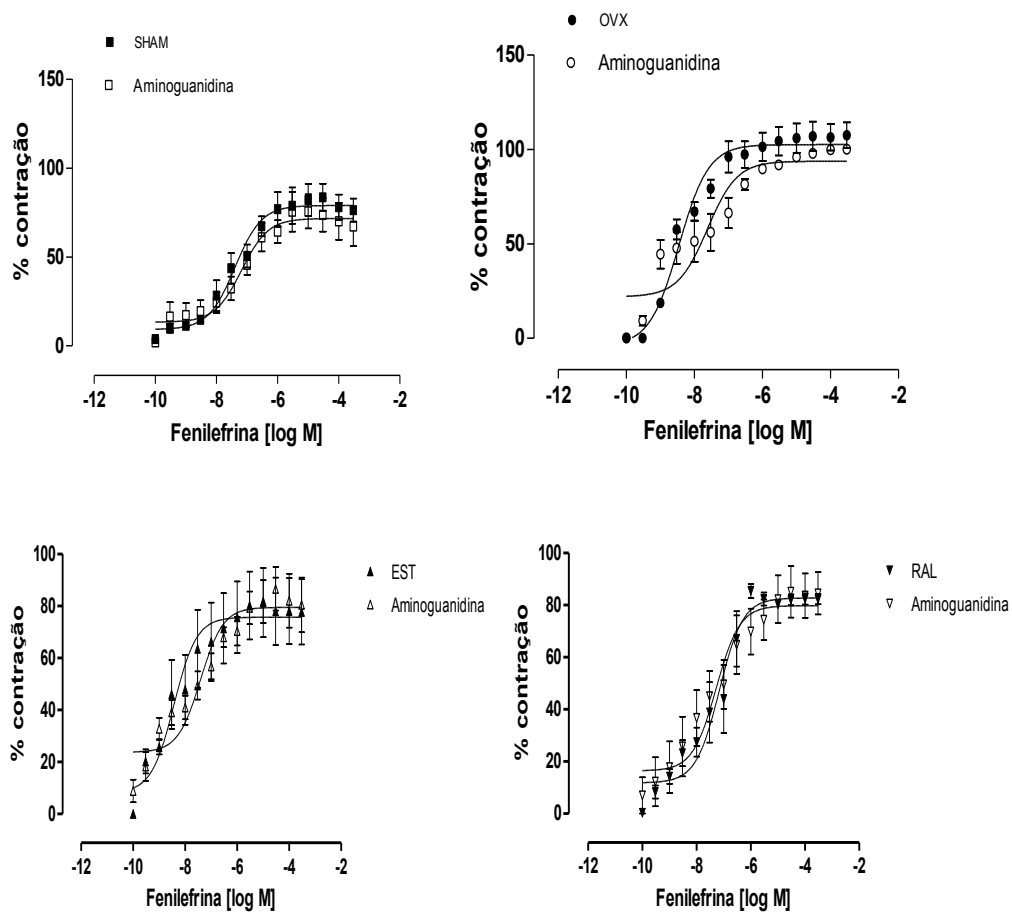 SHAM
Aminoguanidina
150
100
50
0
% contração
-12 -10 -8 -6 -4 -2
Fenilefrina [log M]
OVX
Aminoguanidina
150
100
50
0
% contração
-12 -10 -8 -6 -4 -2
Fenilefrina [log M]
EST
Aminoguanidina
100
80
60
40
20
0
% contração
-12 -10 -8 -6 -4 -2
Fenilefrina [log M]
RAL
Aminoguanidina
100
80
60
40
20
0
% contração
-12 -10 -8 -6 -4 -2
Fenilefrina [log M]